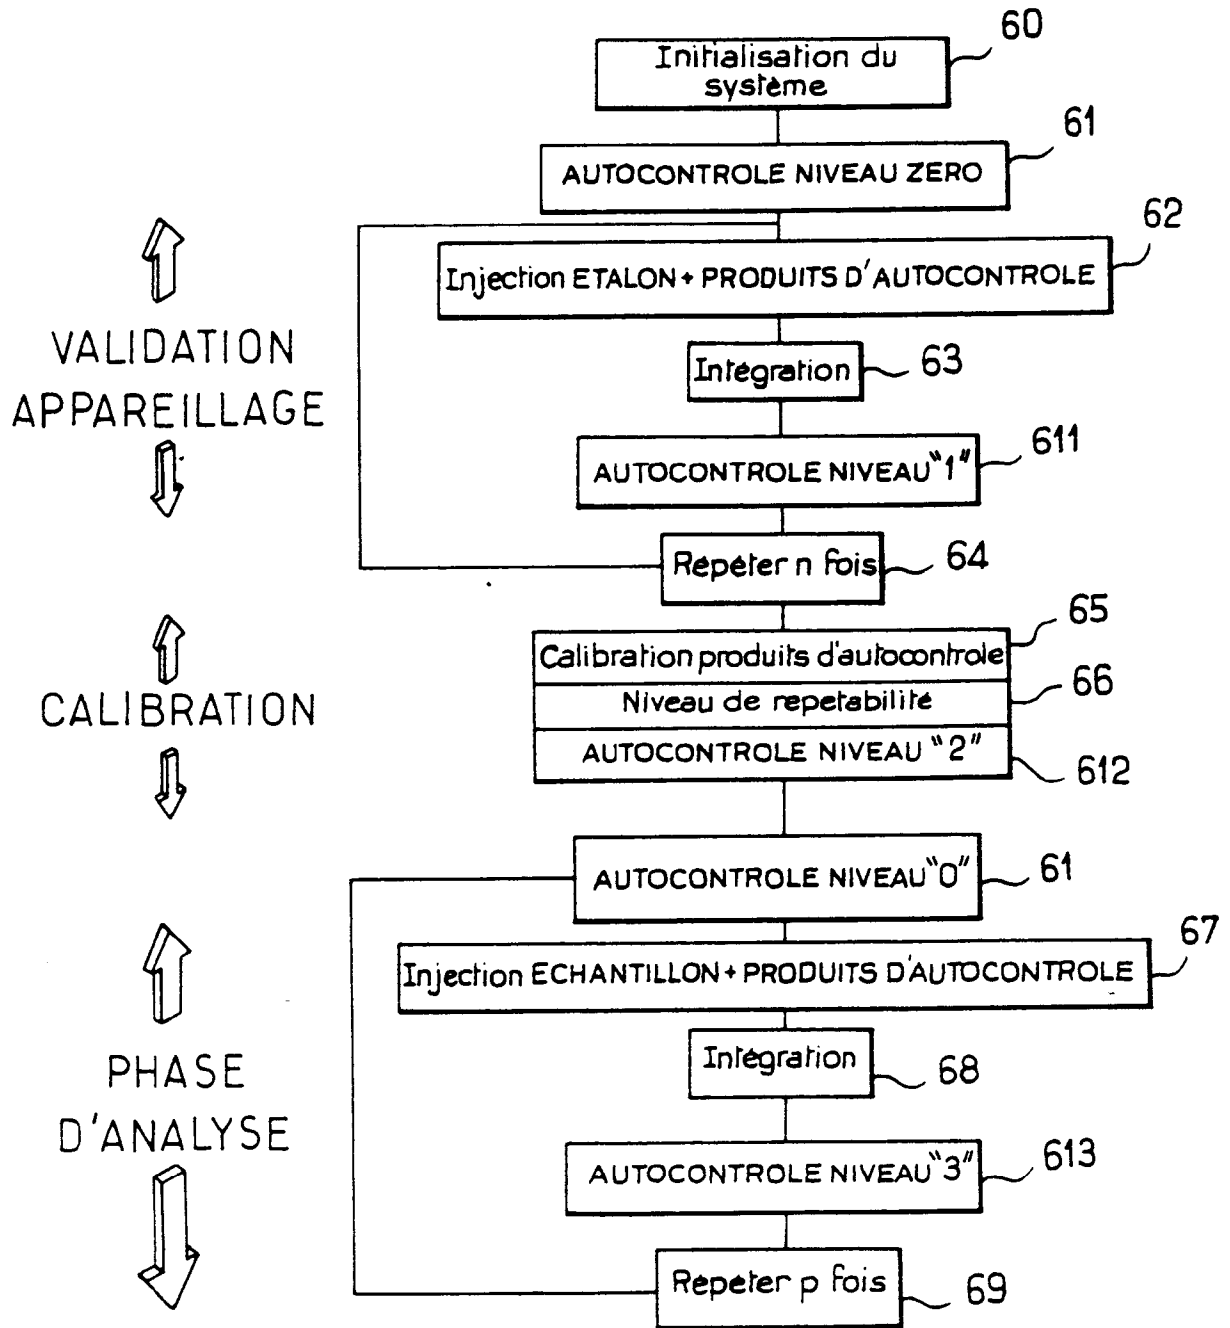 60
Initialisation du
système
61
AUTOCONTROLE NIVEAU ZERO
62
Injection ETALON + PRODUITS D'AUTOCONTROLE
VALIDATION
APPAREILLAGE
Intégration
63
611
AUTOCONTROLE NIVEAU "1"
Répéter n fois
64
65
Calibration produits d'autocontrole
66
Niveau de repetabilité
CALIBRATION
AUTOCONTROLE NIVEAU "2"
612
AUTOCONTROLE NIVEAU "0"
61
67
Injection ECHANTILLON + PRODUITS D'AUTOCONTROLE
Intégration
68
PHASE
D'ANALYSE
613
AUTOCONTROLE NIVEAU "3"
Répéter p fois
69